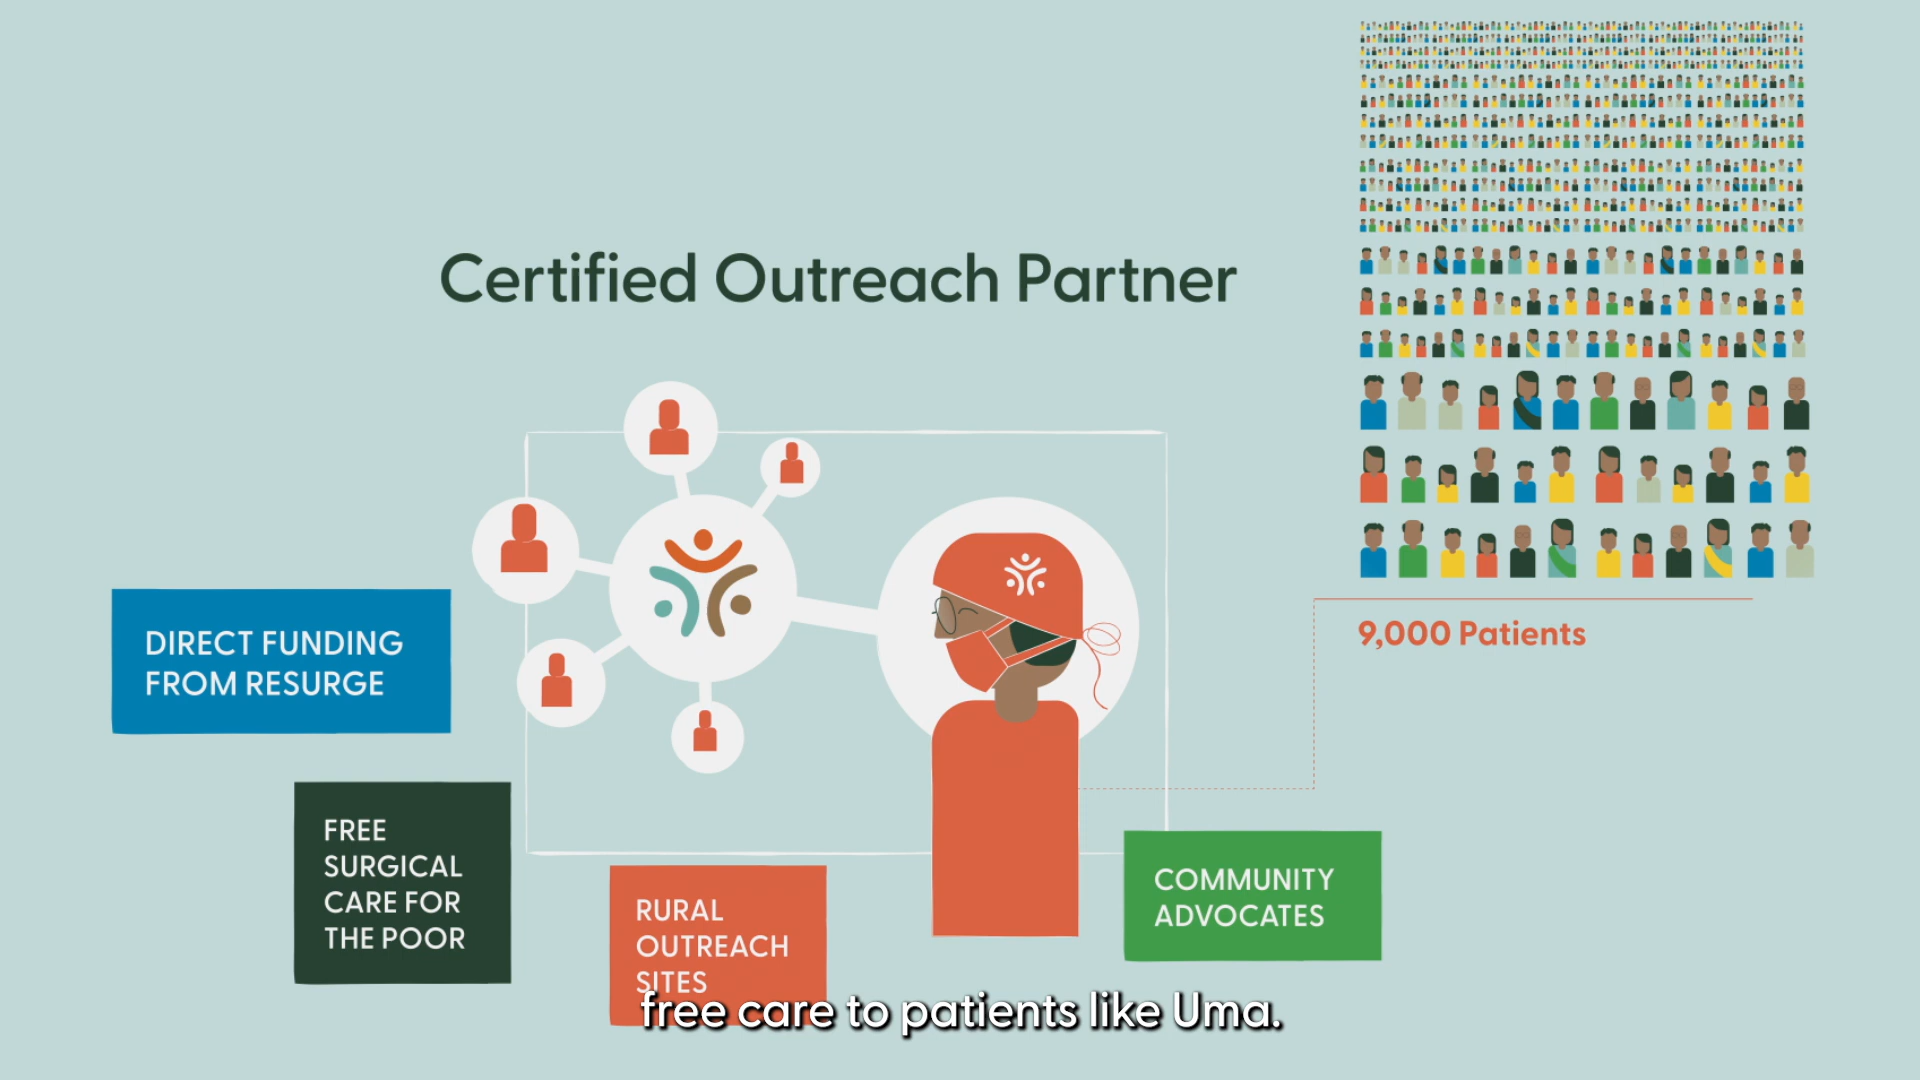 Certified Outreach Partner
DIRECT FUNDING
FROM RESURGE
FREE
SURGICAL
CARE FOR
THE POOR
RURAL
OUTREACH
SITES
COMMUNITY
ADVOCATES
9,000 Patients
free care to patients like Uma.